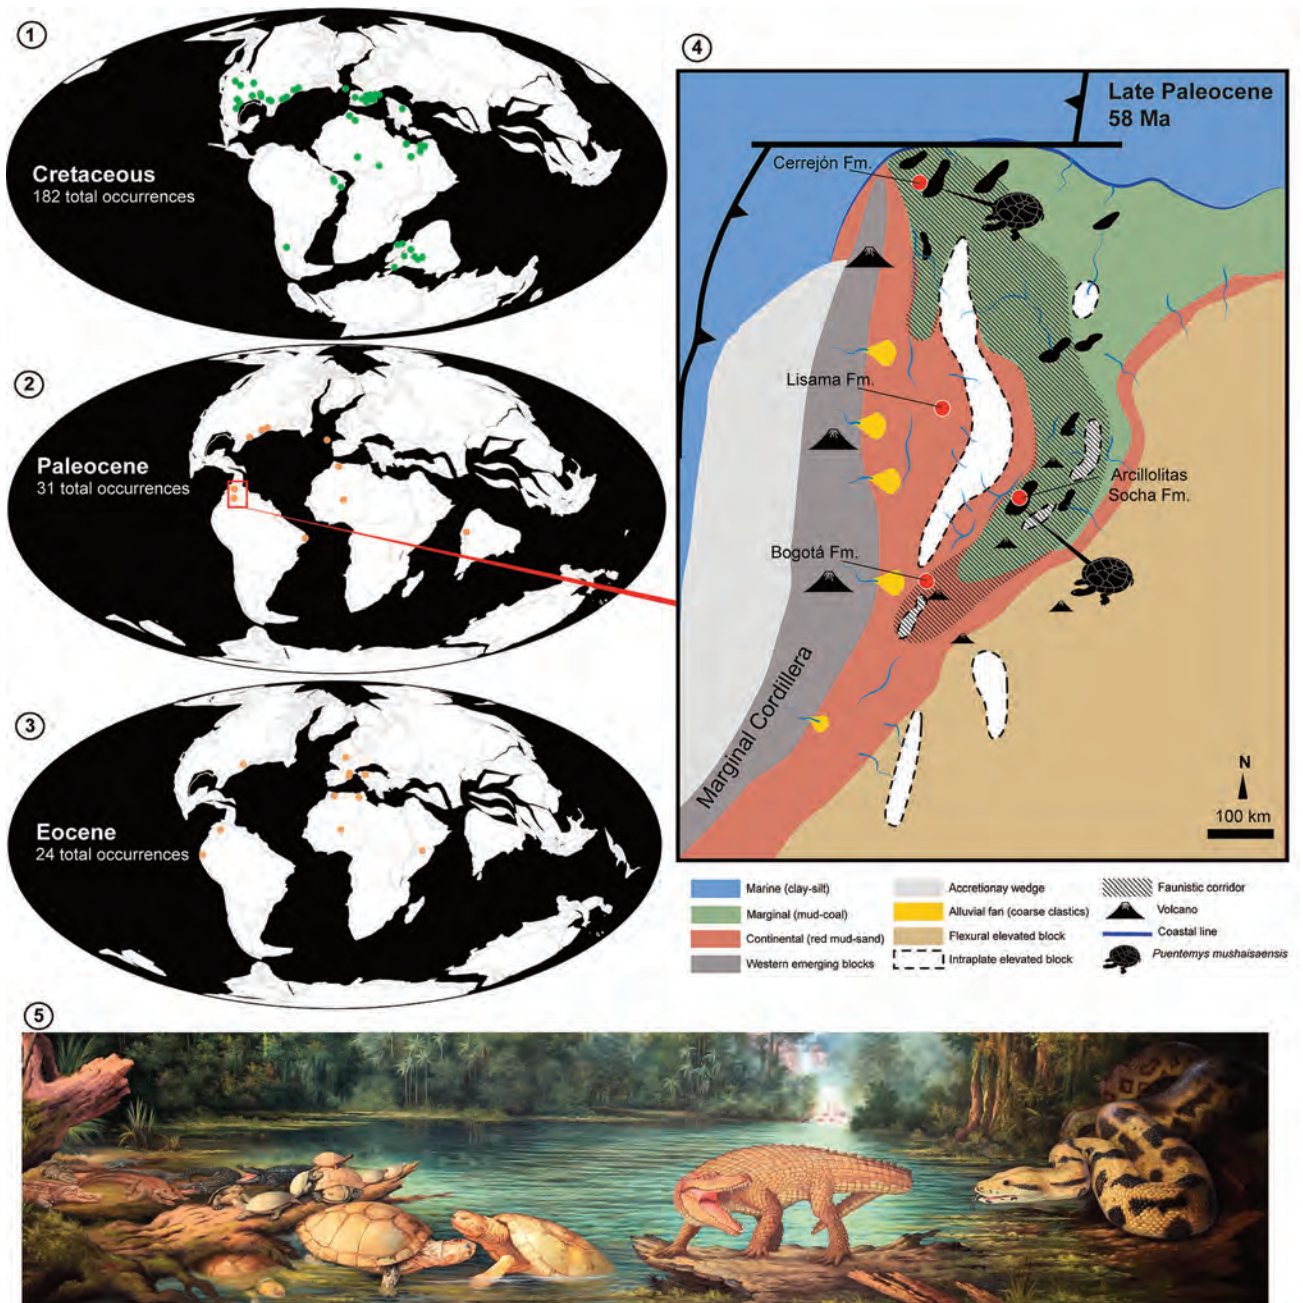 1
Cretaceous
182 total occurrences
2
Paleocene
31 total occurrences
3
Eocene
24 total occurrences
4
Late Paleocene
58 Ma
Cerrejón Fm.
Lisama Fm.
Arcillolitas
Socha Fm.
Bogotá Fm.
Marginal Cordillera
N
100 km
Marine (clay-silt)
Marginal (mud-coal)
Continental (red mud-sand)
Western emerging blocks
Accretionay wedge
Alluvial fan (coarse clastics)
Flexural elevated block
Intraplate elevated block
Faunistic corridor
Volcano
Coastal line
Puentemys mushaisaensis
5